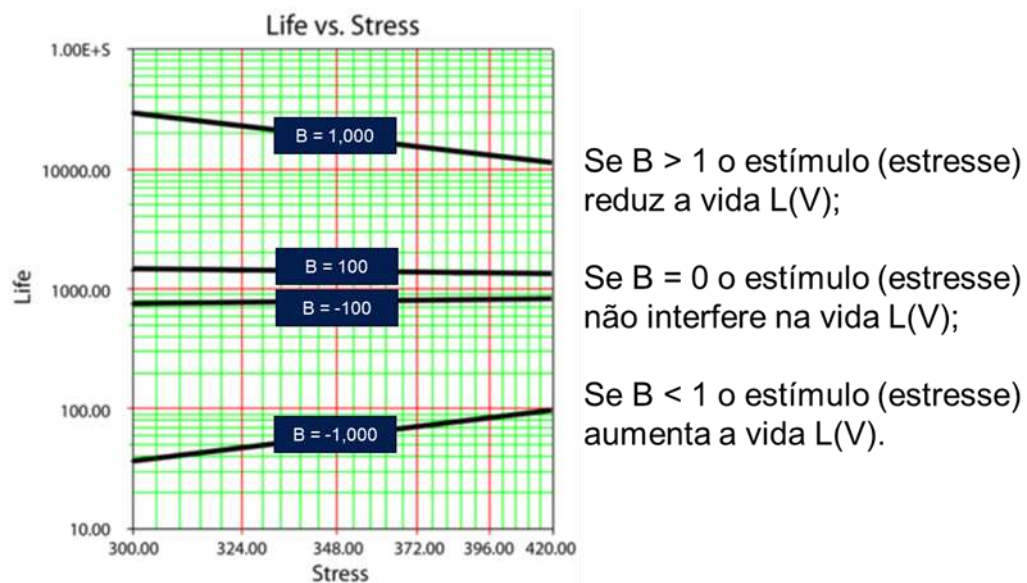 Life vs. Stress
1.00E+5
10000.00
1000.00
100.00
10.00
Life
B = 1,000
B = 100
B = -100
B = -1,000
300.00 324.00 348.00 372.00 396.00 420.00
Stress
Se B > 1 o estímulo (estresse)
reduz a vida L(V);
Se B = 0 o estímulo (estresse)
não interfere na vida L(V);
Se B < 1 o estímulo (estresse)
aumenta a vida L(V).